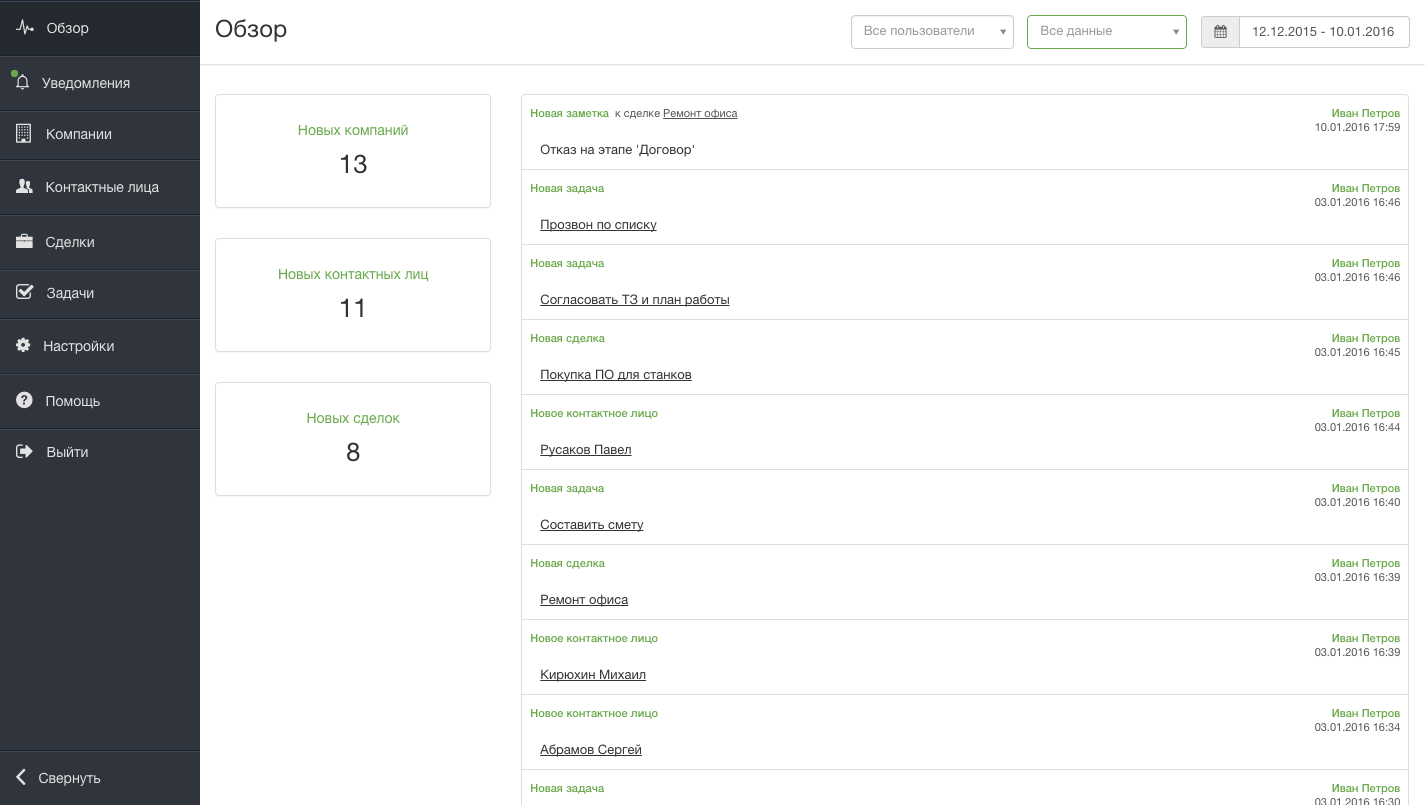 Обзор
Уведомления
Компании
Контактные лица
Сделки
Задачи
Настройки
Помощь
Выйти
Свернуть
Обзор
Все пользователи
Все данные
12.12.2015 - 10.01.2016
Новых компаний
13
Новых контактных лиц
11
Новых сделок
8
Новая заметка к сделке Ремонт офиса
Иван Петров
10.01.2016 17:59
Отказ на этапе 'Договор'
Новая задача
Иван Петров
03.01.2016 16:46
Прозвон по списку
Новая задача
Иван Петров
03.01.2016 16:46
Согласовать ТЗ и план работы
Новая сделка
Иван Петров
03.01.2016 16:45
Покупка ПО для станков
Новое контактное лицо
Иван Петров
03.01.2016 16:44
Русаков Павел
Новая задача
Иван Петров
03.01.2016 16:40
Составить смету
Новая сделка
Иван Петров
03.01.2016 16:39
Ремонт офиса
Новое контактное лицо
Иван Петров
03.01.2016 16:39
Кирюхин Михаил
Новое контактное лицо
Иван Петров
03.01.2016 16:34
Абрамов Сергей
Новая задача
Иван Петров
03.01.2016 16:30